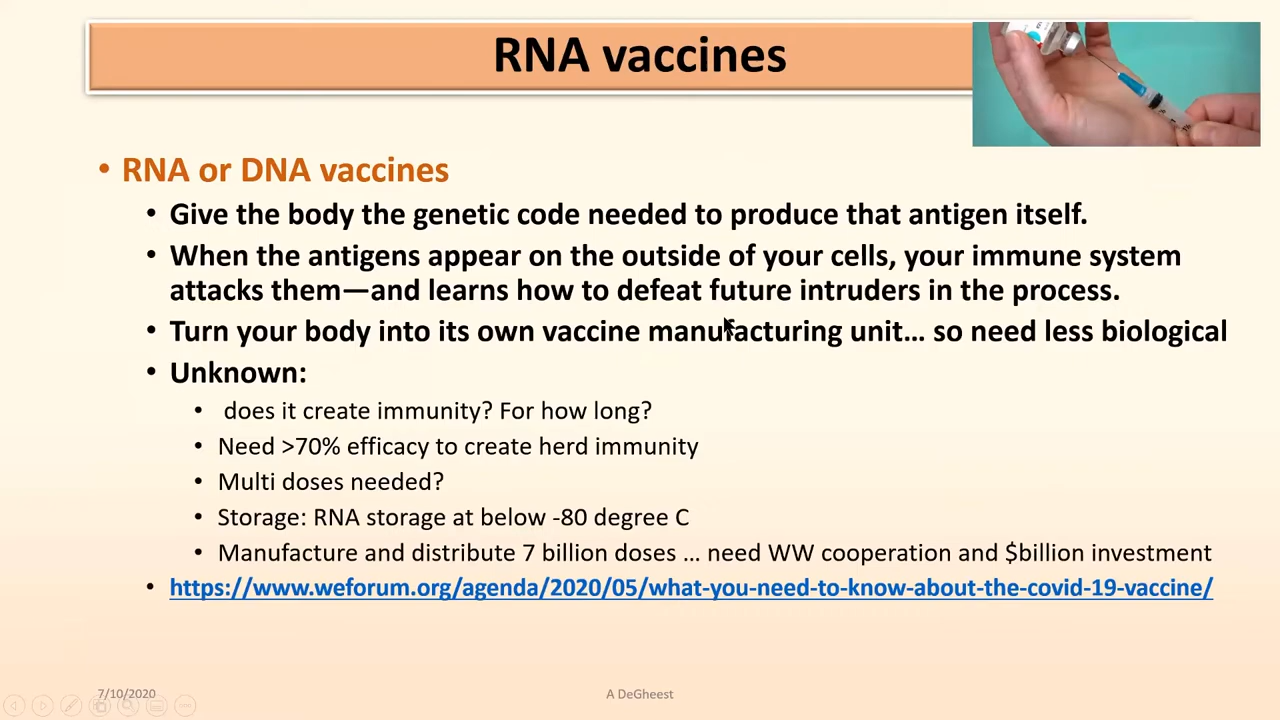 RNA vaccines
• RNA or DNA vaccines
• Give the body the genetic code needed to produce that antigen itself.
• When the antigens appear on the outside of your cells, your immune system
attacks them—and learns how to defeat future intruders in the process.
• Turn your body into its own vaccine manufacturing unit… so need less biological
• Unknown:
• does it create immunity? For how long?
• Need >70% efficacy to create herd immunity
• Multi doses needed?
• Storage: RNA storage at below -80 degree C
• Manufacture and distribute 7 billion doses … need WW cooperation and $billion investment
• https://www.weforum.org/agenda/2020/05/what-you-need-to-know-about-the-covid-19-vaccine/
7/10/2020
A DeGheest